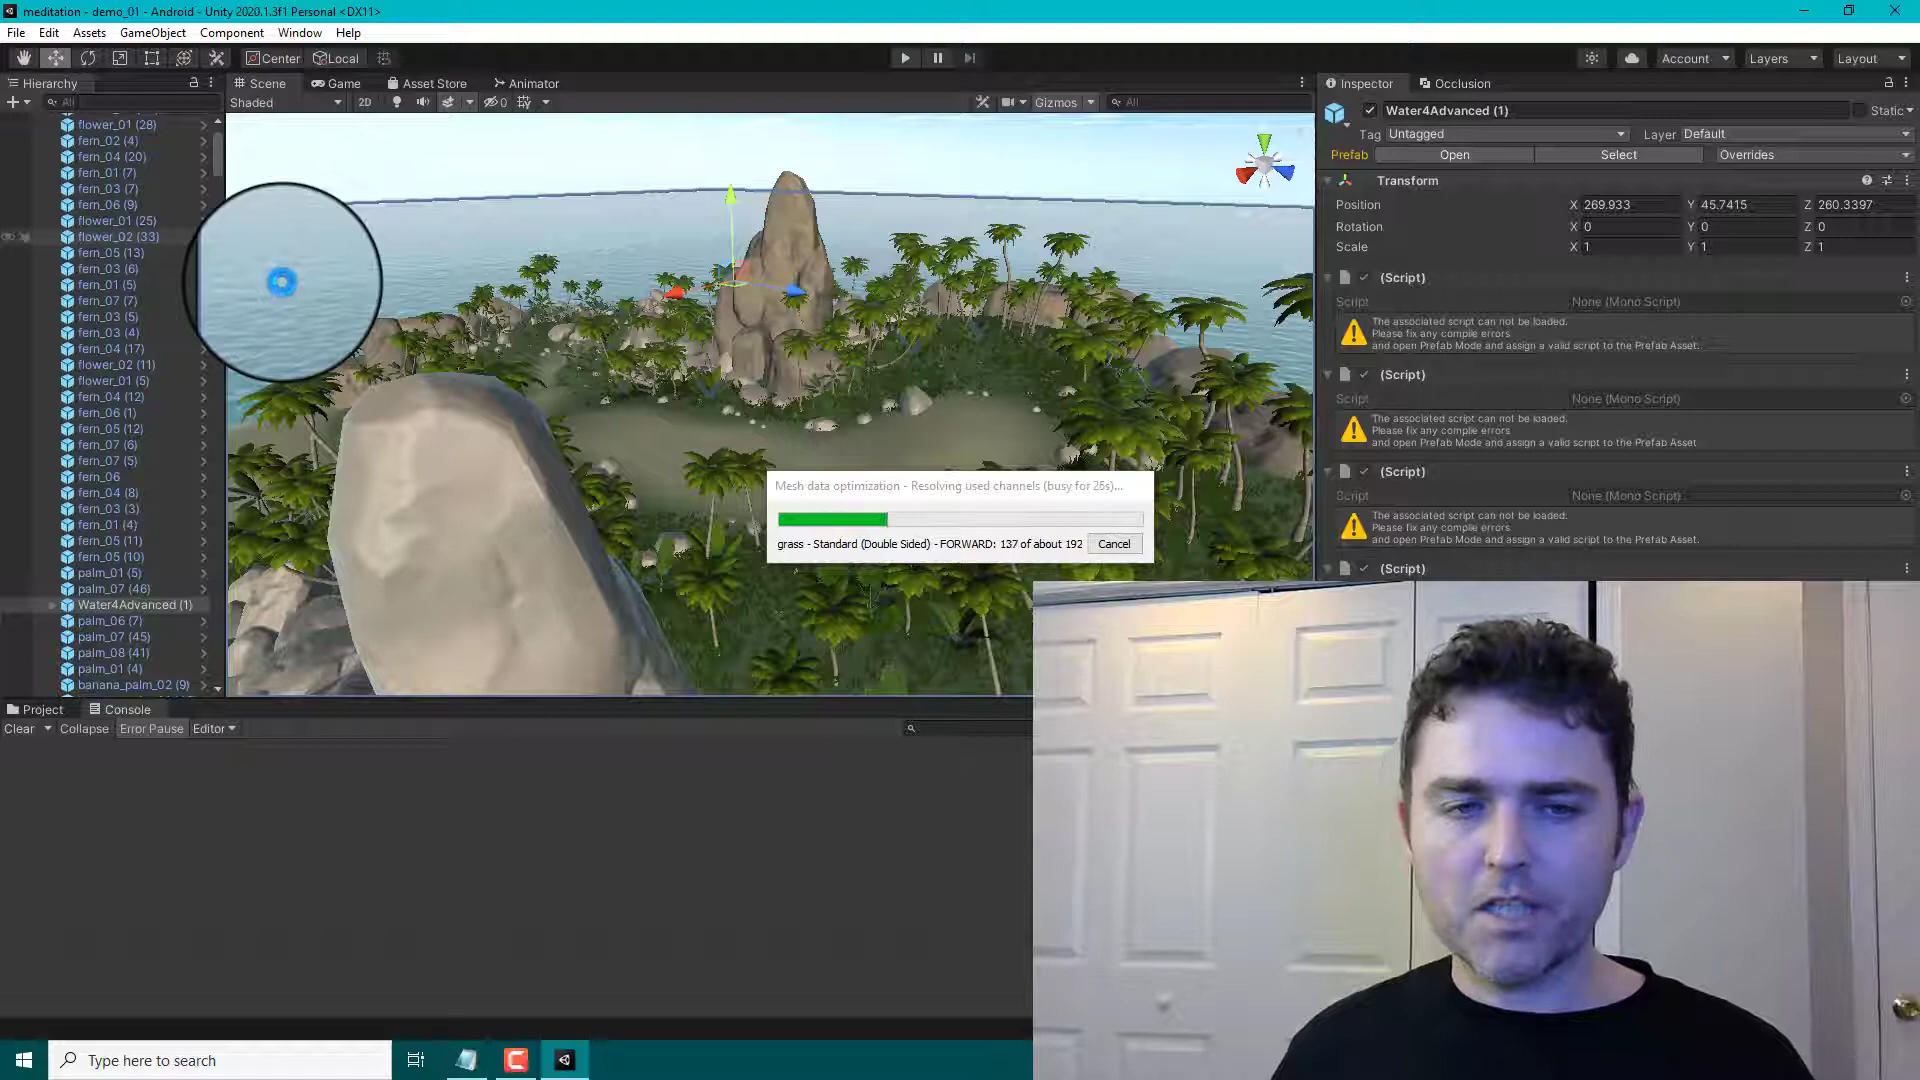 meditation - demo_01 - Android - Unity 2020.1.3f1 Personal <DX11>
File Edit Assets GameObject Component Window Help
Center Local
Account Layers Layout
Hierarchy
Scene Game Asset Store Animator
Inspector Occlusion
All
Shaded 2D 0 Gizmos All
Water4Advanced (1) Static
Tag Untagged Layer Default
Prefab Open Select Overrides
Transform
Position X 269.933 Y 45.7415 Z 260.3397
Rotation X 0 Y 0 Z 0
Scale X 1 Y 1 Z 1
(Script)
Script None (Mono Script)
The associated script can not be loaded.
Please fix any compile errors
and open Prefab Mode and assign a valid script to the Prefab Asset.
(Script)
Script None (Mono Script)
The associated script can not be loaded.
Please fix any compile errors
and open Prefab Mode and assign a valid script to the Prefab Asset
(Script)
Script None (Mono Script)
The associated script can not be loaded.
Please fix any compile errors
and open Prefab Mode and assign a valid script to the Prefab Asset.
(Script)
flower_01 (28)
fern_02 (4)
fern_04 (20)
fern_01 (7)
fern_03 (7)
fern_06 (9)
flower_01 (25)
flower_02 (33)
fern_05 (13)
fern_03 (6)
fern_01 (5)
fern_07 (7)
fern_03 (5)
fern_03 (4)
fern_04 (17)
flower_02 (11)
flower_01 (5)
fern_04 (12)
fern_06 (1)
fern_05 (12)
fern_07 (6)
fern_07 (5)
fern_06
fern_04 (8)
fern_03 (3)
fern_01 (4)
fern_05 (11)
fern_05 (10)
palm_01 (5)
palm_07 (46)
Water4Advanced (1)
palm_06 (7)
palm_07 (45)
palm_08 (41)
palm_01 (4)
banana_palm_02 (9)
Mesh data optimization - Resolving used channels (busy for 26s)...
grass - Standard (Double Sided) - FORWARD: 137 of about 192
Cancel
Project Console
Clear Collapse Error Pause Editor
Type here to search